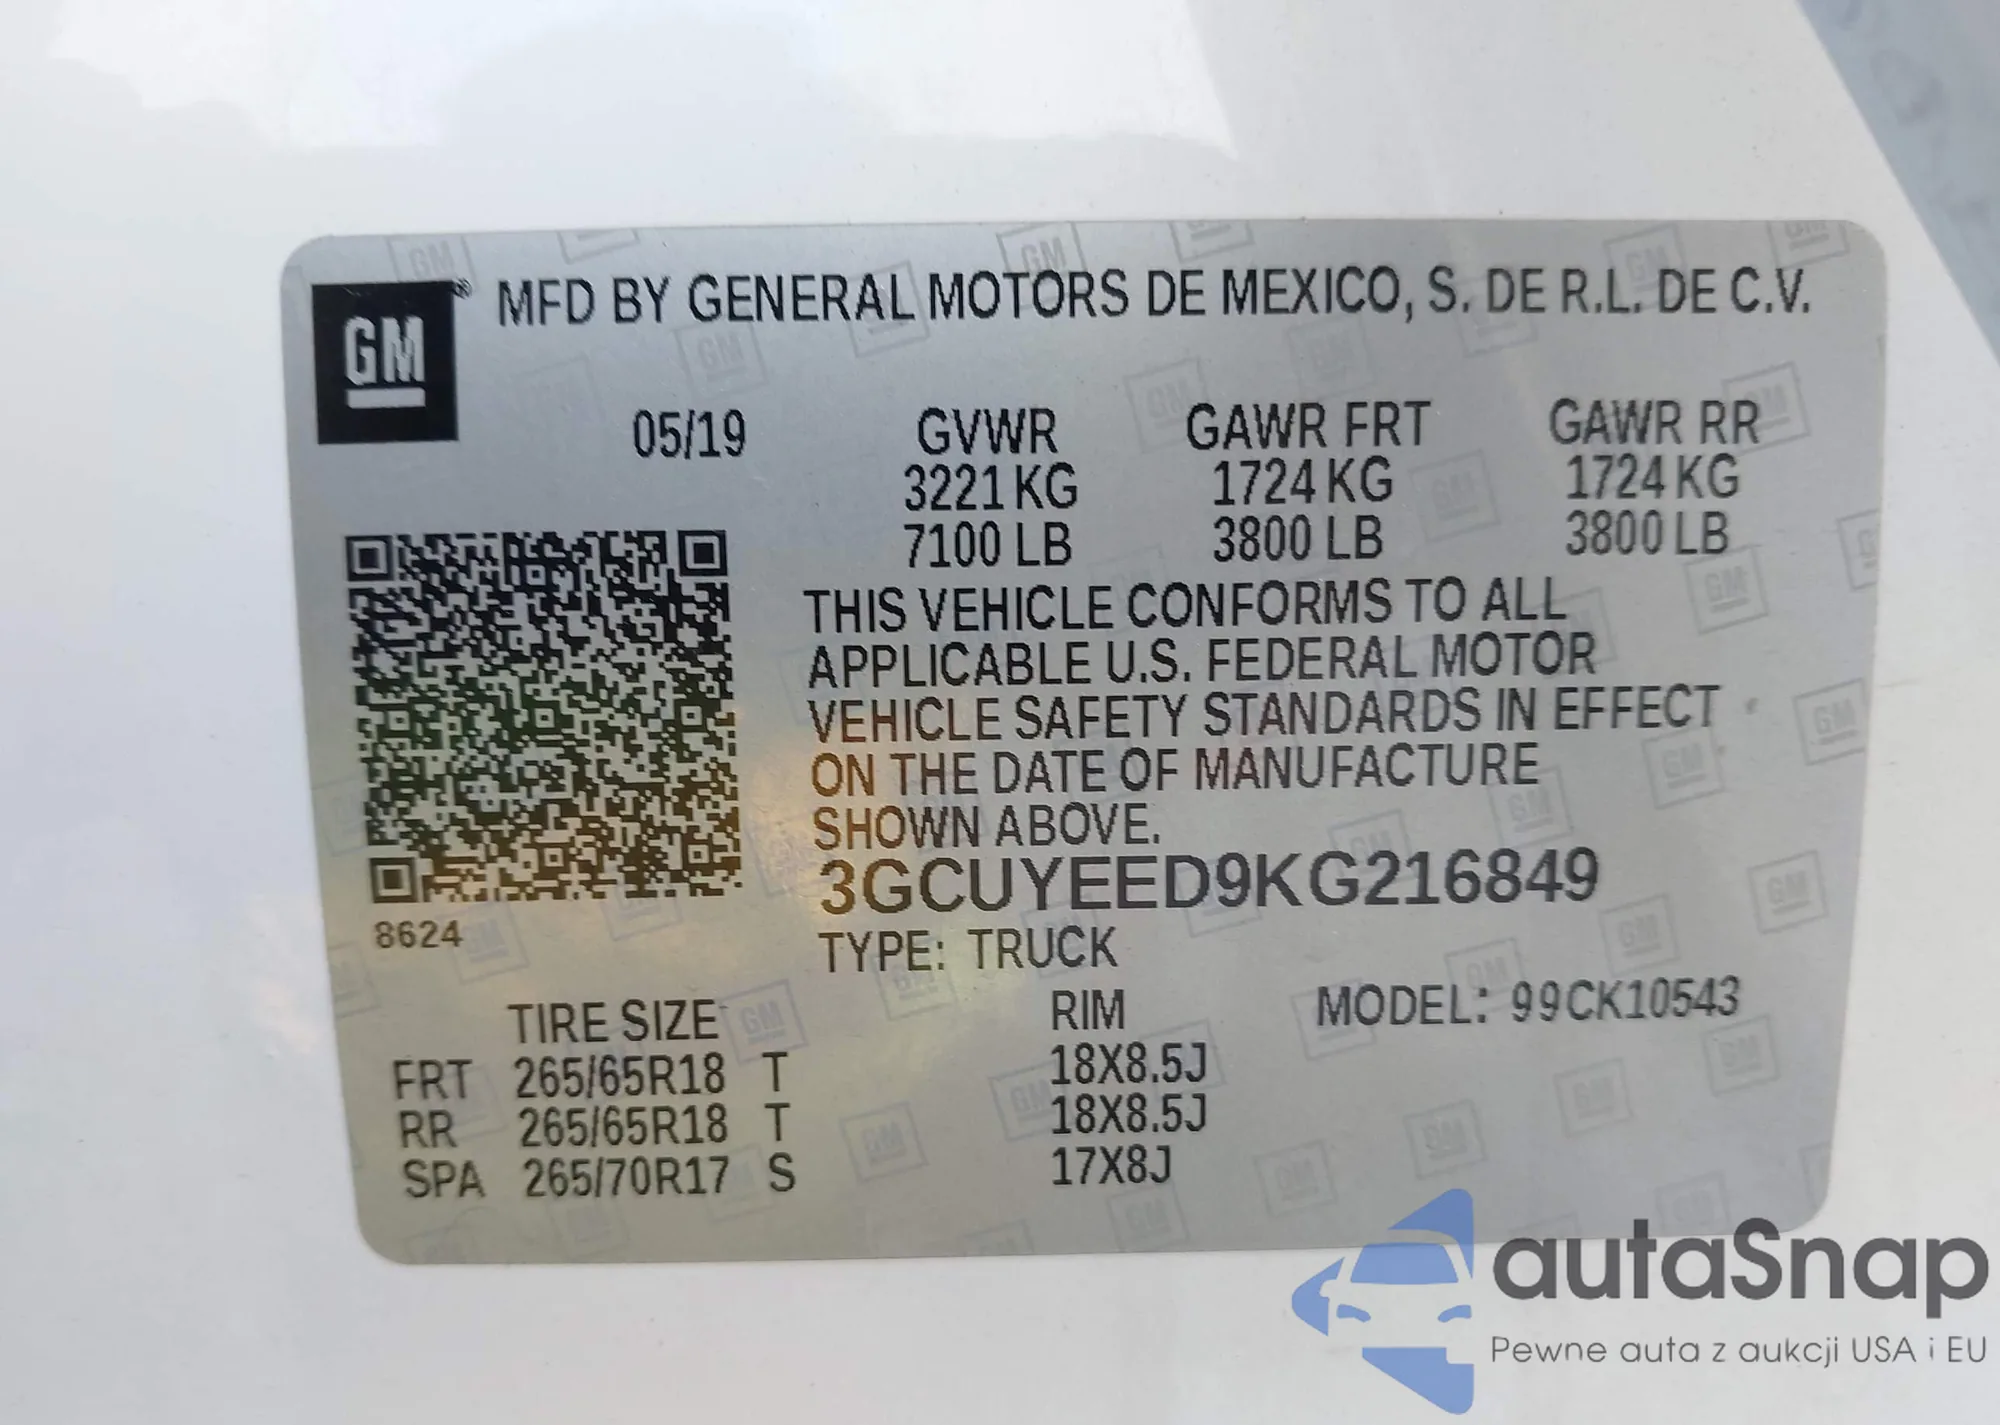 GM® MFD BY GENERAL MOTORS DE MEXICO, S. DE R.L. DE C.V.
05/19 GVWR GAWR FRT GAWR RR
3221 KG 1724 KG 1724 KG
7100 LB 3800 LB 3800 LB
THIS VEHICLE CONFORMS TO ALL
APPLICABLE U.S. FEDERAL MOTOR
VEHICLE SAFETY STANDARDS IN EFFECT
ON THE DATE OF MANUFACTURE
SHOWN ABOVE.
3GCUYEED9KG216849
8624
TYPE: TRUCK
TIRE SIZE RIM MODEL: 99CK10543
FRT 265/65R18 T 18X8.5J
RR 265/65R18 T 18X8.5J
SPA 265/70R17 S 17X8J
autaSnap
Pewne auta z aukcji USA i EU